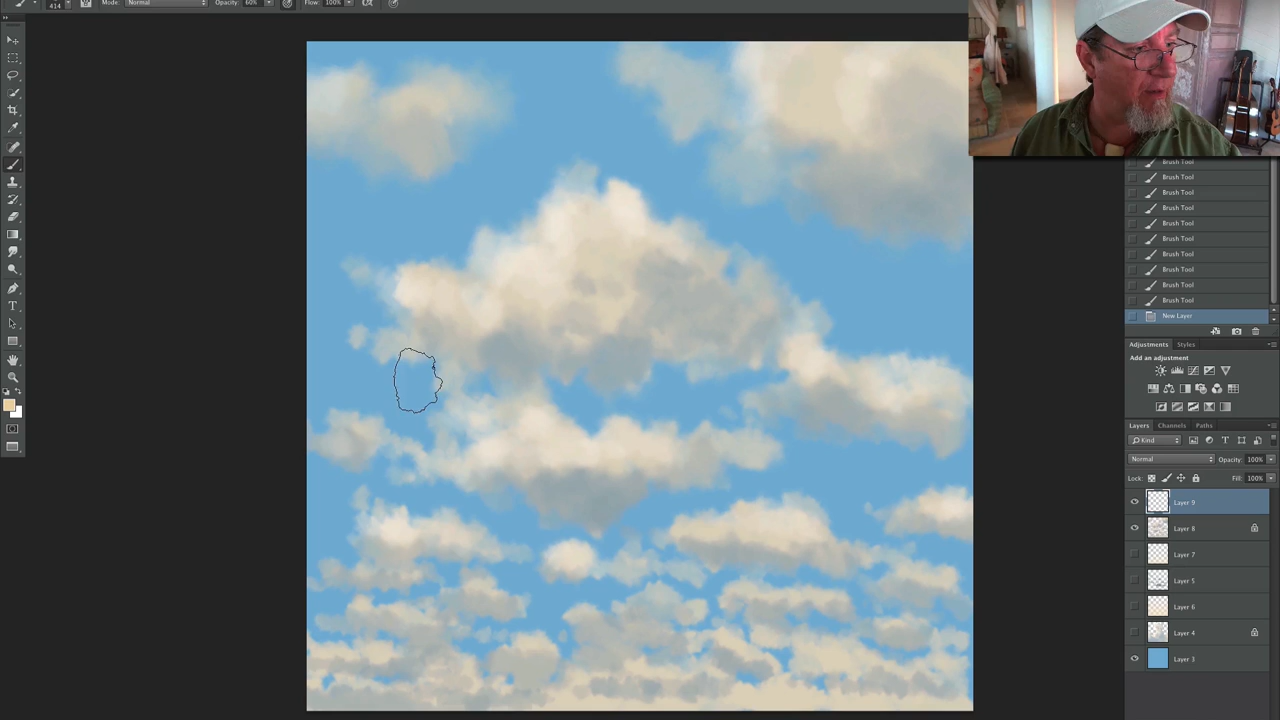 414 Mode: Normal Opacity: 60% Flow: 100%
Brush Tool
Brush Tool
Brush Tool
Brush Tool
Brush Tool
Brush Tool
Brush Tool
Brush Tool
Brush Tool
Brush Tool
New Layer
Adjustments Styles
Add an adjustment
Layers Channels Paths
Kind
Normal Opacity: 100%
Lock: Fill: 100%
Layer 9
Layer 8
Layer 7
Layer 5
Layer 6
Layer 4
Layer 3
T